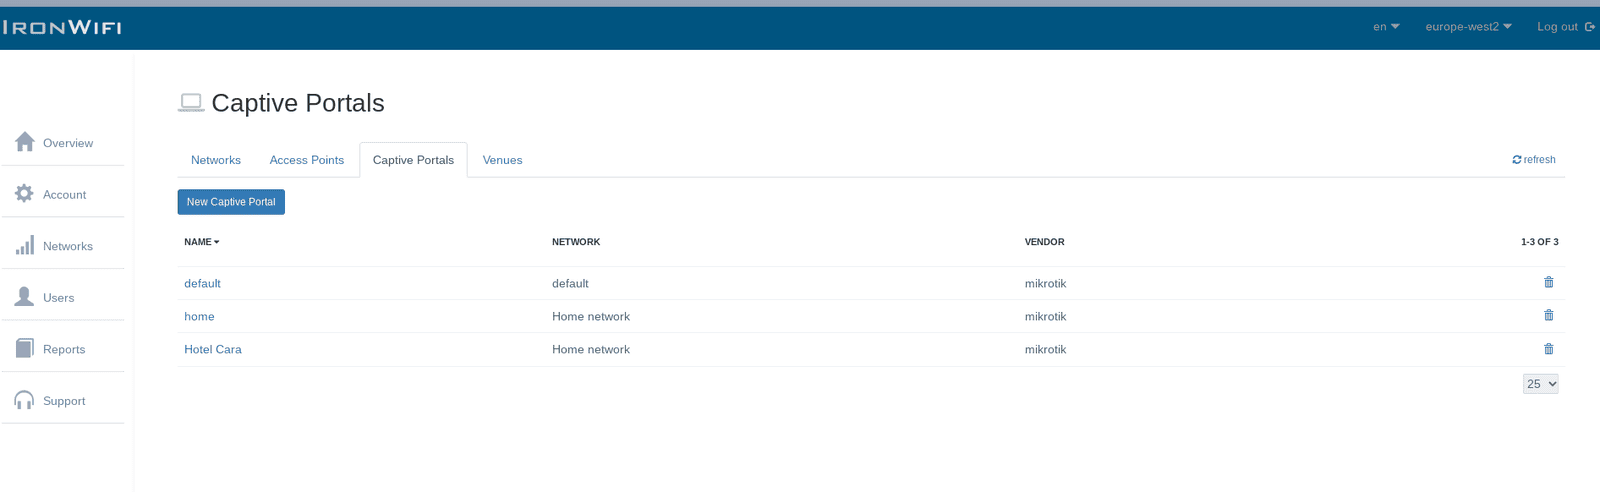 IRONWIFI
en
europe-west2
Log out
Captive Portals
Overview
Account
Networks
Users
Reports
Support
Networks
Access Points
Captive Portals
Venues
refresh
New Captive Portal
NAME NETWORK VENDOR 1-3 OF 3
default default mikrotik
home Home network mikrotik
Hotel Cara Home network mikrotik
25